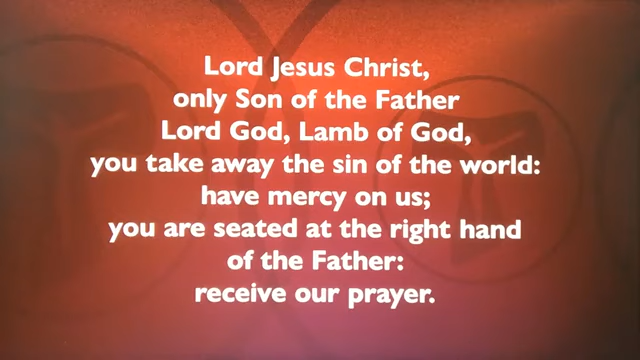 Lord Jesus Christ,
only Son of the Father
Lord God, Lamb of God,
you take away the sin of the world:
have mercy on us;
you are seated at the right hand
of the Father:
receive our prayer.